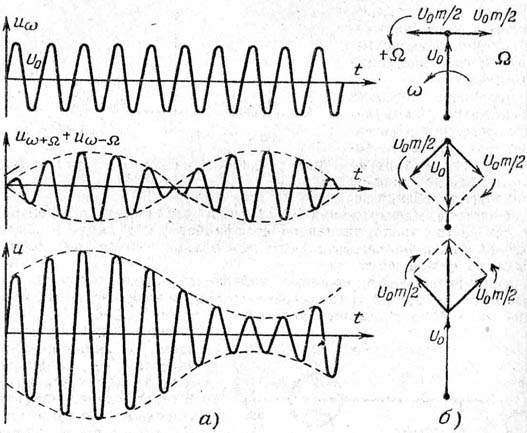 uω
U₀
t
U₀m/2 U₀m/2
+Ω U₀ Ω
ω
uω+Ω + uω−Ω
t
U₀m/2
U₀ U₀m/2
u
t
U₀m/2 U₀m/2
U₀
а) б)